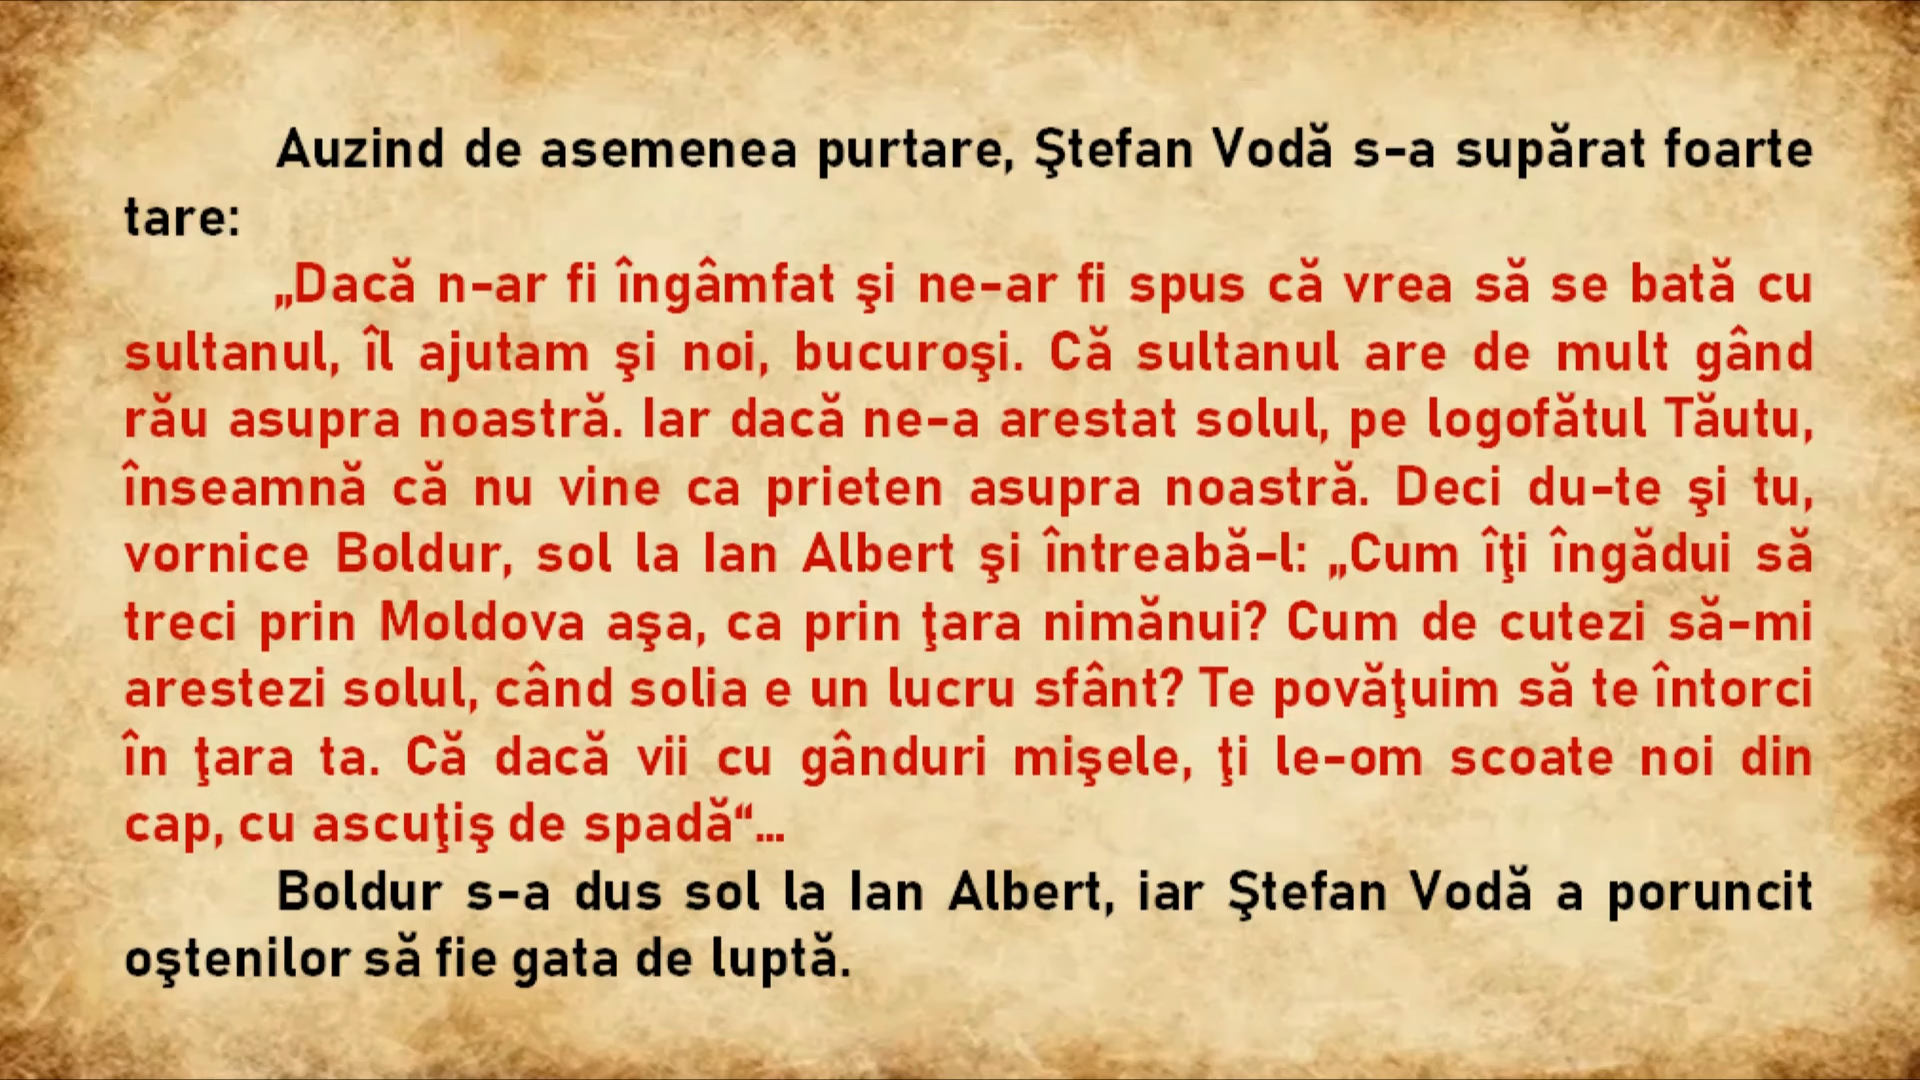 Auzind de asemenea purtare, Ştefan Vodă s-a supărat foarte
tare:
„Dacă n-ar fi îngâmfat şi ne-ar fi spus că vrea să se bată cu
sultanul, îl ajutam şi noi, bucuroşi. Că sultanul are de mult gând
rău asupra noastră. Iar dacă ne-a arestat solul, pe logofătul Tăutu,
înseamnă că nu vine ca prieten asupra noastră. Deci du-te şi tu,
vornice Boldur, sol la Ian Albert şi întreabă-l: „Cum îţi îngădui să
treci prin Moldova aşa, ca prin ţara nimănui? Cum de cutezi să-mi
arestezi solul, când solia e un lucru sfânt? Te povăţuim să te întorci
în ţara ta. Că dacă vii cu gânduri mişele, ţi le-om scoate noi din
cap, cu ascuţiş de spadă“...
Boldur s-a dus sol la Ian Albert, iar Ştefan Vodă a poruncit
oştenilor să fie gata de luptă.